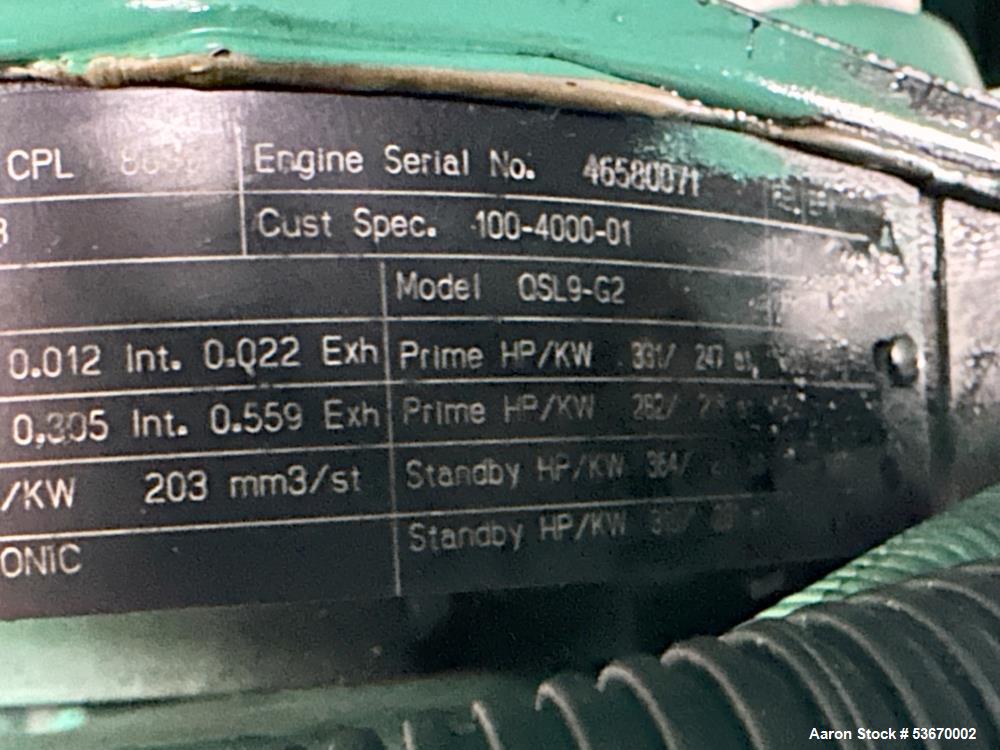 CPL
Engine Serial No. 46580071
Cust Spec. 100-4000-01
Model QSL9-G2
0.012 Int. 0.022 Exh
Prime HP/KW 331/ 247
0.305 Int. 0.559 Exh
Prime HP/KW 282/
/KW 203 mm3/st
Standby HP/KW 364/
ONIC
Standby HP/KW
Aaron Stock # 53670002